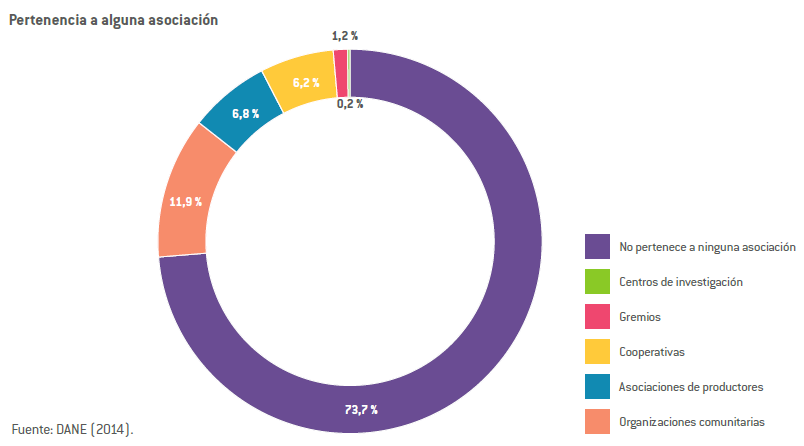 Pertenencia a alguna asociación
1,2 %
6,2 %
0,2 %
6,8 %
11,9 %
73,7 %
No pertenece a ninguna asociación
Centros de investigación
Gremios
Cooperativas
Asociaciones de productores
Organizaciones comunitarias
Fuente: DANE (2014).